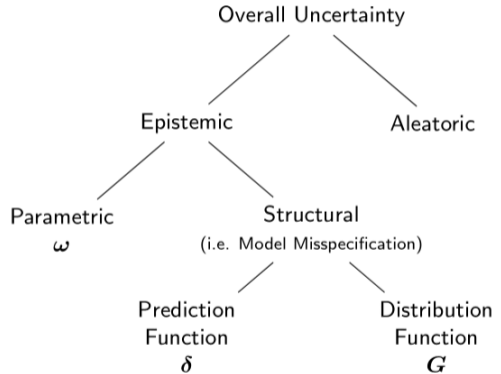 Overall Uncertainty
Epistemic
Aleatoric
Parametric
ω
Structural
(i.e. Model Misspecification)
Prediction
Function
δ
Distribution
Function
G